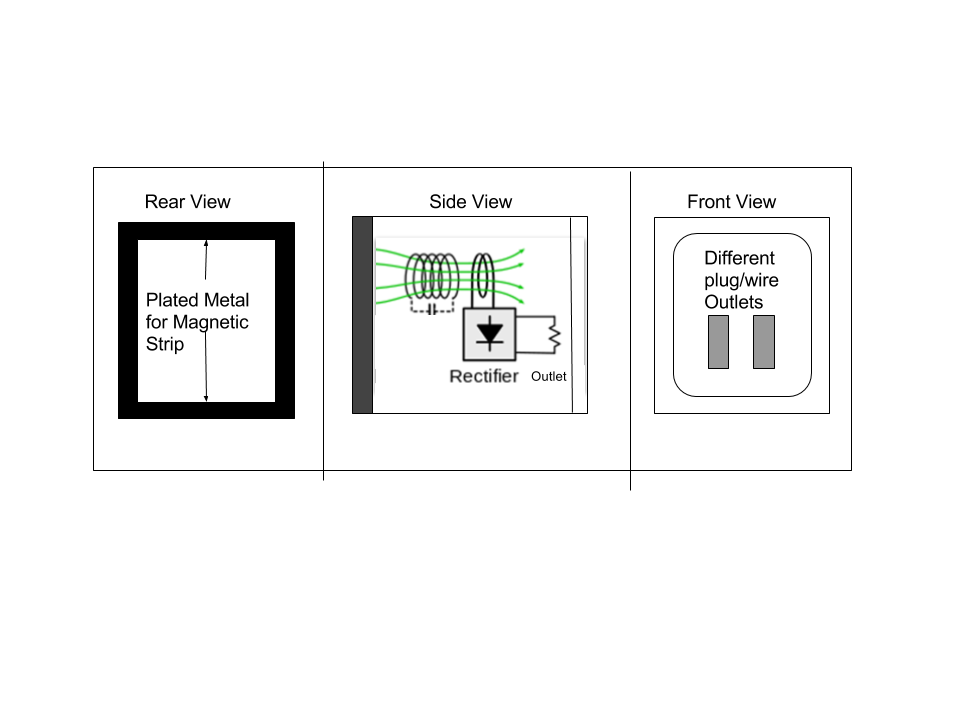 Rear View
Plated Metal
for Magnetic
Strip
Side View
Rectifier
Outlet
Front View
Different
plug/wire
Outlets